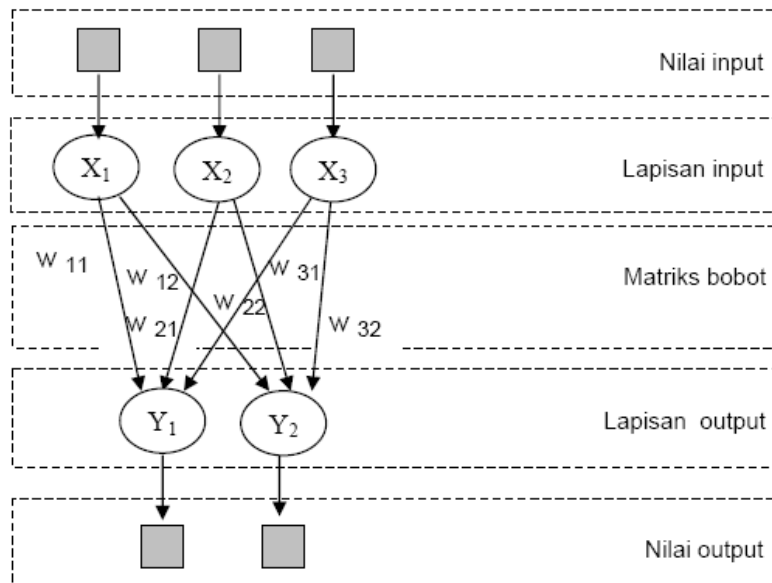 Nilai input
X₁ X₂ X₃ Lapisan input
W 11 W 12 W 31 Matriks bobot
W 21 W 22 W 32
Y₁ Y₂ Lapisan output
Nilai output